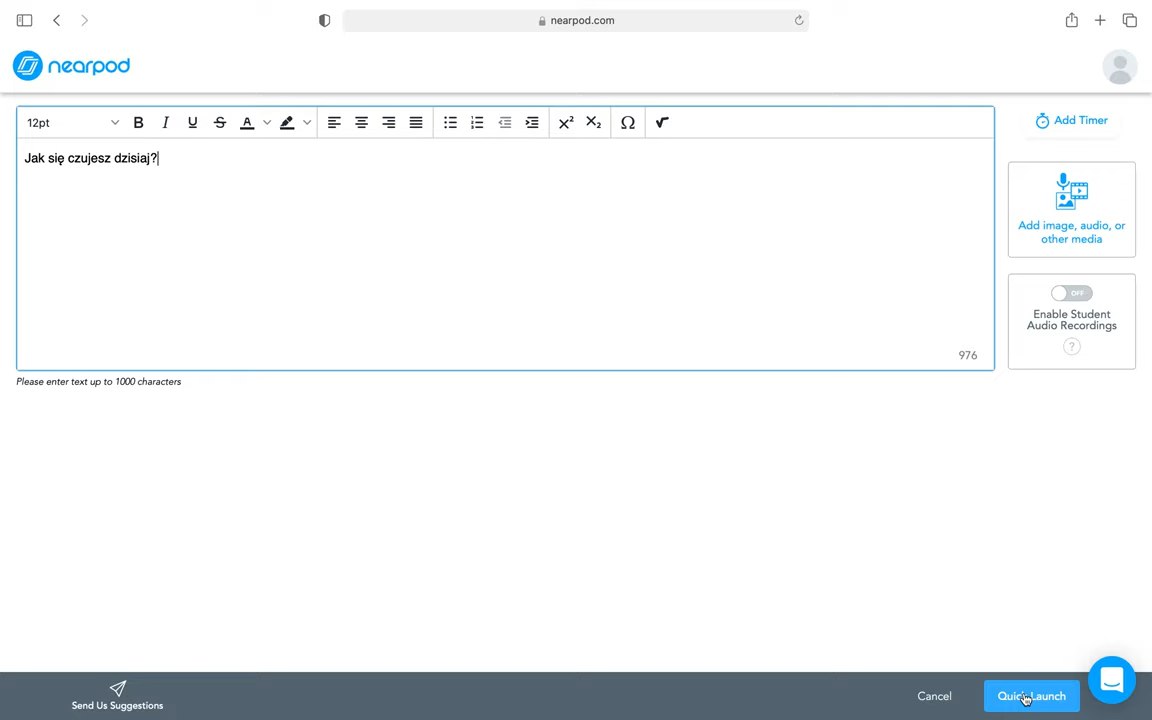 nearpod.com
nearpod
12pt
Jak się czujesz dzisiaj?
976
Please enter text up to 1000 characters
Add Timer
Add image, audio, or
other media
OFF
Enable Student
Audio Recordings
?
Send Us Suggestions
Cancel
Quick Launch